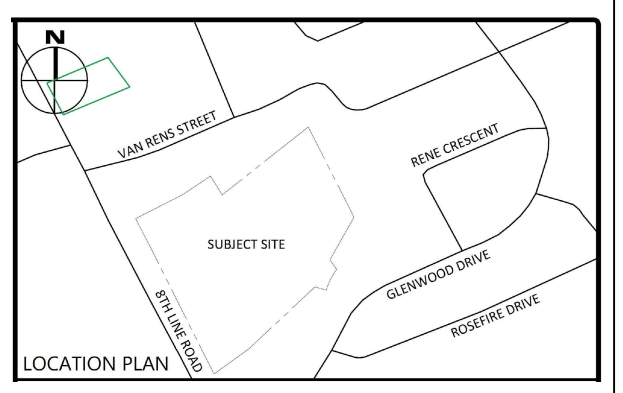 N
VAN RENS STREET
RENE CRESCENT
SUBJECT SITE
GLENWOOD DRIVE
8TH LINE ROAD
ROSEFIRE DRIVE
LOCATION PLAN